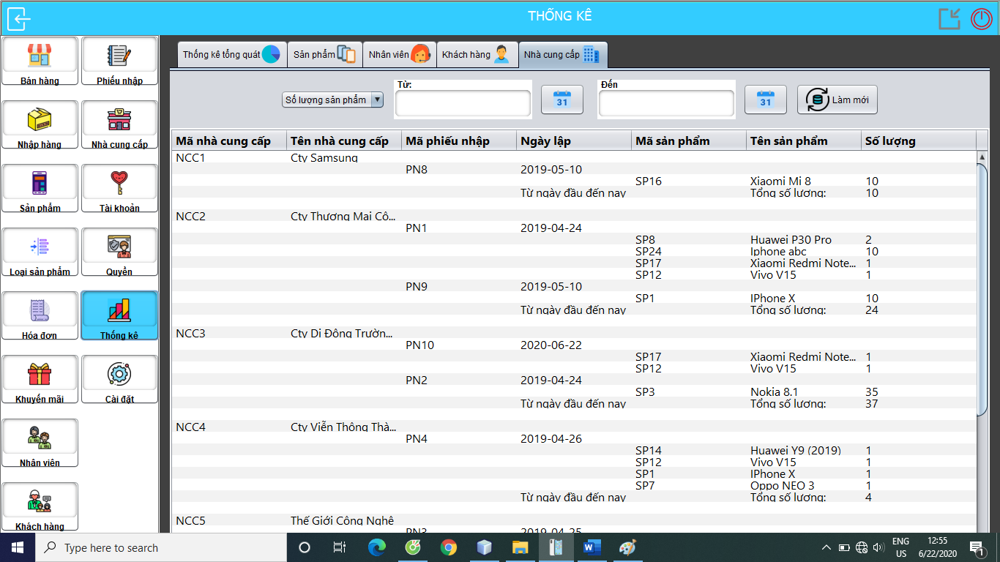 THỐNG KÊ
Bán hàng
Phiếu nhập
Nhập hàng
Nhà cung cấp
Sản phẩm
Tài khoản
Loại sản phẩm
Quyền
Hóa đơn
Thống kê
Khuyến mãi
Cài đặt
Nhân viên
Khách hàng
Thống kê tổng quát
Sản phẩm
Nhân viên
Khách hàng
Nhà cung cấp
Số lượng sản phẩm
Từ:
31
Đến
31
Làm mới
Mã nhà cung cấp Tên nhà cung cấp Mã phiếu nhập Ngày lập Mã sản phẩm Tên sản phẩm Số lượng
NCC1 Cty Samsung
PN8 2019-05-10
SP16 Xiaomi Mi 8 10
Từ ngày đầu đến nay Tổng số lượng: 10
NCC2 Cty Thương Mại Cô...
PN1 2019-04-24
SP8 Huawei P30 Pro 2
SP24 Iphone abc 10
SP17 Xiaomi Redmi Note... 1
SP12 Vivo V15 1
PN9 2019-05-10
SP1 IPhone X 10
Từ ngày đầu đến nay Tổng số lượng: 24
NCC3 Cty Di Động Trườn...
PN10 2020-06-22
SP17 Xiaomi Redmi Note... 1
SP12 Vivo V15 1
PN2 2019-04-24
SP3 Nokia 8.1 35
Từ ngày đầu đến nay Tổng số lượng: 37
NCC4 Cty Viễn Thông Thà...
PN4 2019-04-26
SP14 Huawei Y9 (2019) 1
SP12 Vivo V15 1
SP1 IPhone X 1
SP7 Oppo NEO 3 1
Từ ngày đầu đến nay Tổng số lượng: 4
NCC5 Thế Giới Công Nghệ
PN3 2019-04-25
Type here to search
ENG
US
12:55
6/22/2020
1